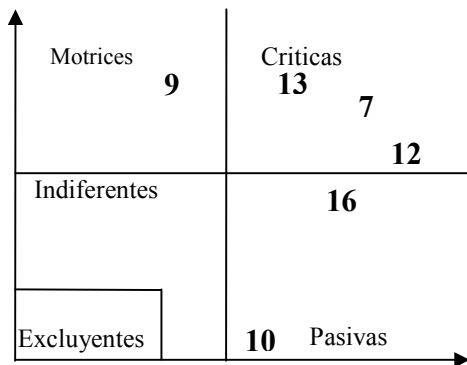 Motrices
Criticas
9
13
7
12
Indiferentes
16
Excluyentes
10
Pasivas